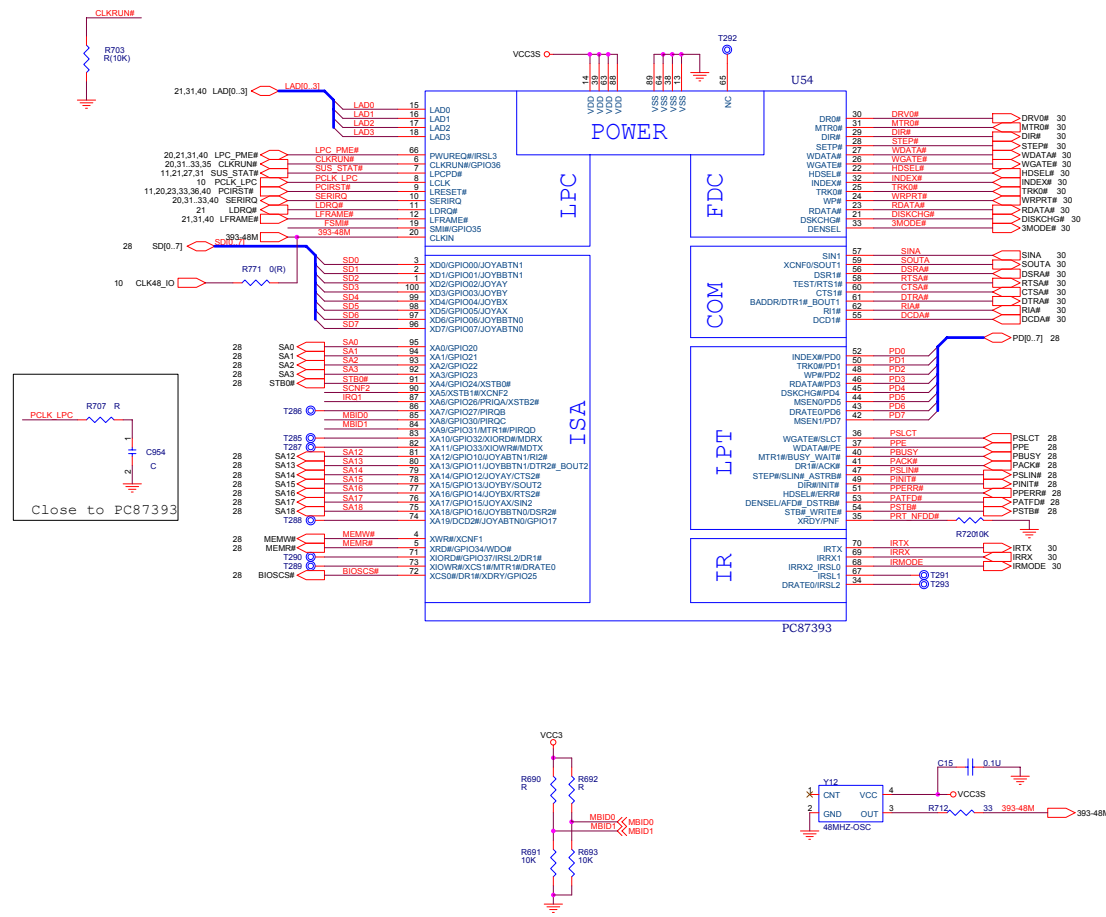 CLKRUN#
R703
R(10K)
T292
VCC3S
14 39 63 88 89 64 38 13 65
VDD VDD VDD VDD VSS VSS VSS VSS NC
U54
POWER
LPC
FDC
ISA
COM
LPT
IR
PC87393
21,31,40 LAD[0..3] LAD[0..3]
LAD0 15 LAD0
LAD1 16 LAD1
LAD2 17 LAD2
LAD3 18 LAD3
20,21,31,40 LPC_PME# LPC_PME# 66 PWUREQ#/IRSL3
20,31..33,35 CLKRUN# CLKRUN# 6 CLKRUN#/GPIO36
11,21,27,31 SUS_STAT# SUS_STAT# 7 LPCPD#
10 PCLK_LPC PCLK_LPC 8 LCLK
11,20,23,33,36,40 PCIRST# PCIRST# 9 LRESET#
20,31..33,40 SERIRQ SERIRQ 10 SERIRQ
21 LDRQ# LDRQ# 11 LDRQ#
21,31,40 LFRAME# LFRAME# 12 LFRAME#
FSMI# 19 SMI#/GPIO35
393-48M 393-48M 20 CLKIN
28 SD[0..7] SD[0..7]
R771 0(R)
10 CLK48_IO
SD0 3 XD0/GPIO00/JOYABTN1
SD1 2 XD1/GPIO01/JOYBBTN1
SD2 1 XD2/GPIO02/JOYAY
SD3 100 XD3/GPIO03/JOYBY
SD4 99 XD4/GPIO04/JOYBX
SD5 98 XD5/GPIO05/JOYAX
SD6 97 XD6/GPIO06/JOYBBTN0
SD7 96 XD7/GPIO07/JOYABTN0
28 SA0 SA0 95 XA0/GPIO20
28 SA1 SA1 94 XA1/GPIO21
28 SA2 SA2 93 XA2/GPIO22
28 SA3 SA3 92 XA3/GPIO23
28 STB0# STB0# 91 XA4/GPIO24/XSTB0#
SCNF2 90 XA5/XSTB1#/XCNF2
IRQ1 87 XA6/GPIO26/PRIQA/XSTB2#
T286 86 XA7/GPIO27/PIRQB
MBID0 85 XA8/GPIO30/PIRQC
MBID1 84 XA9/GPIO31/MTR1#/PIRQD
T285 83 XA10/GPIO32/XIORD#/MDRX
T287 82 XA11/GPIO33/XIOWR#/MDTX
28 SA12 SA12 81 XA12/GPIO10/JOYABTN1/RI2#
28 SA13 SA13 80 XA13/GPIO11/JOYBBTN1/DTR2#_BOUT2
28 SA14 SA14 79 XA14/GPIO12/JOYAY/CTS2#
28 SA15 SA15 78 XA15/GPIO13/JOYBY/SOUT2
28 SA16 SA16 77 XA16/GPIO14/JOYBX/RTS2#
28 SA17 SA17 76 XA17/GPIO15/JOYAX/SIN2
28 SA18 SA18 75 XA18/GPIO16/JOYBBTN0/DSR2#
T288 74 XA19/DCD2#/JOYABTN0/GPIO17
28 MEMW# MEMW# 4 XWR#/XCNF1
28 MEMR# MEMR# 5 XRD#/GPIO34/WDO#
T290 71 XIORD#/GPIO37/IRSL2/DR1#
T289 73 XIOWR#/XCS1#/MTR1#/DRATE0
28 BIOSCS# BIOSCS# 72 XCS0#/DR1#/XDRY/GPIO25
DR0# 30 DRV0# DRV0# 30
MTR0# 31 MTR0# MTR0# 30
DIR# 29 DIR# DIR# 30
SETP# 28 STEP# STEP# 30
WDATA# 27 WDATA# WDATA# 30
WGATE# 26 WGATE# WGATE# 30
HDSEL# 22 HDSEL# HDSEL# 30
INDEX# 32 INDEX# INDEX# 30
TRK0# 25 TRK0# TRK0# 30
WP# 24 WRPRT# WRPRT# 30
RDATA# 23 RDATA# RDATA# 30
DSKCHG# 21 DISKCHG# DISKCHG# 30
DENSEL 33 3MODE# 3MODE# 30
SIN1 57 SINA SINA 30
XCNF0/SOUT1 59 SOUTA SOUTA 30
DSR1# 56 DSRA# DSRA# 30
TEST/RTS1# 58 RTSA# RTSA# 30
CTS1# 60 CTSA# CTSA# 30
BADDR/DTR1#_BOUT1 61 DTRA# DTRA# 30
RI1# 62 RIA# RIA# 30
DCD1# 55 DCDA# DCDA# 30
PD[0..7] 28
INDEX#/PD0 52 PD0
TRK0#/PD1 50 PD1
WP#/PD2 48 PD2
RDATA#/PD3 46 PD3
DSKCHG#/PD4 45 PD4
MSEN0/PD5 44 PD5
DRATE0/PD6 43 PD6
MSEN1/PD7 42 PD7
WGATE#/SLCT 36 PSLCT PSLCT 28
WDATA#/PE 37 PPE PPE 28
MTR1#/BUSY_WAIT# 40 PBUSY PBUSY 28
DR1#/ACK# 41 PACK# PACK# 28
STEP#/SLIN#_ASTRB# 47 PSLIN# PSLIN# 28
DIR#/INIT# 49 PINIT# PINIT# 28
HDSEL#/ERR# 51 PPERR# PPERR# 28
DENSEL/AFD#_DSTRB# 53 PATFD# PATFD# 28
STB#_WRITE# 54 PSTB# PSTB# 28
XRDY/PNF 35 PRT_NFDD#
R720 10K
IRTX 70 IRTX IRTX 30
IRRX1 69 IRRX IRRX 30
IRRX2_IRSL0 68 IRMODE IRMODE 30
IRSL1 67 T291
DRATE0/IRSL2 34 T293
PCLK_LPC
R707 R
1
C954
C
2
Close to PC87393
VCC3
R690
R
R692
R
MBID0 MBID0
MBID1 MBID1
R691
10K
R693
10K
C15 0.1U
Y12
1 CNT VCC 4
VCC3S
2 GND OUT 3
48MHZ-OSC
R712 33 393-48M 393-48M